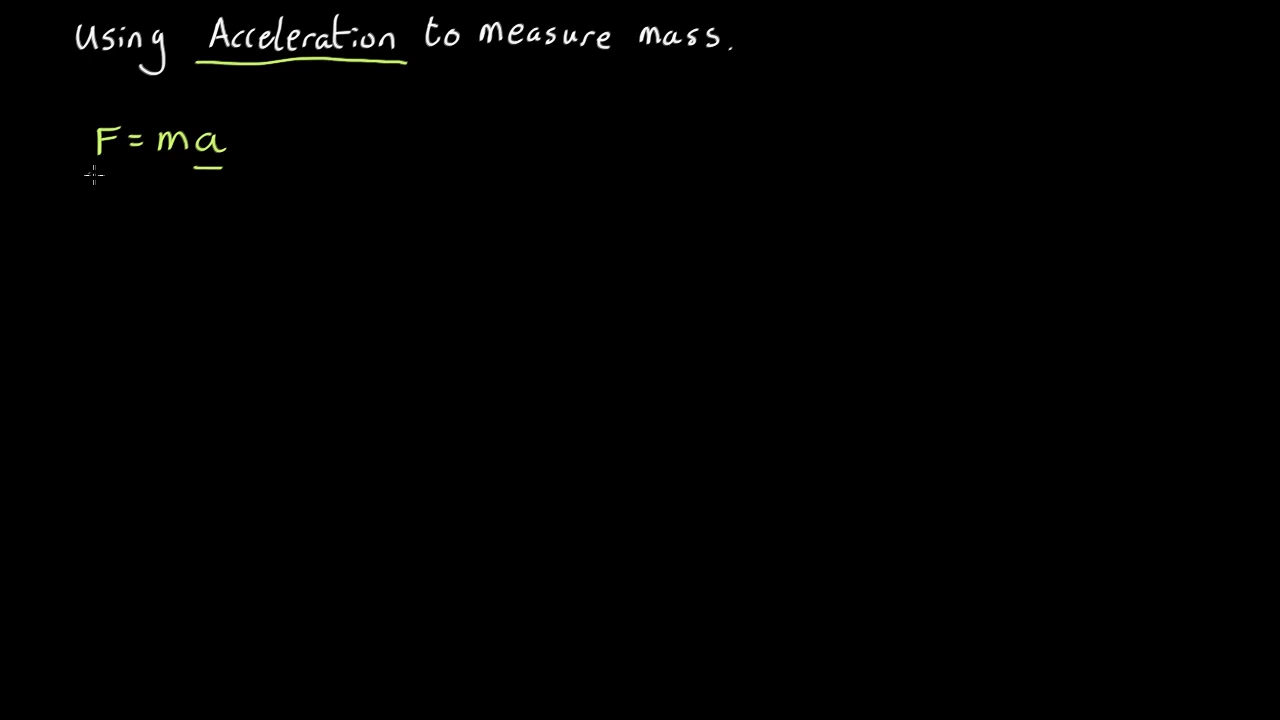 Using Acceleration to measure mass.
F = ma